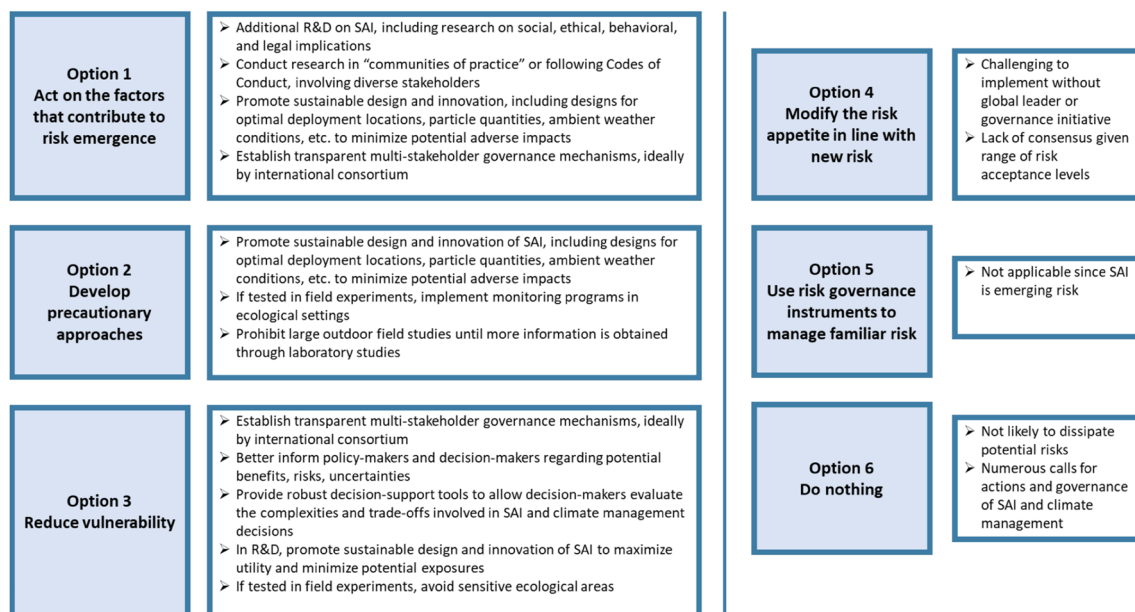 Option 1
Act on the factors
that contribute to
risk emergence
➢ Additional R&D on SAI, including research on social, ethical, behavioral,
and legal implications
➢ Conduct research in “communities of practice” or following Codes of
Conduct, involving diverse stakeholders
➢ Promote sustainable design and innovation, including designs for
optimal deployment locations, particle quantities, ambient weather
conditions, etc. to minimize potential adverse impacts
➢ Establish transparent multi-stakeholder governance mechanisms, ideally
by international consortium
Option 2
Develop
precautionary
approaches
➢ Promote sustainable design and innovation of SAI, including designs for
optimal deployment locations, particle quantities, ambient weather
conditions, etc. to minimize potential adverse impacts
➢ If tested in field experiments, implement monitoring programs in
ecological settings
➢ Prohibit large outdoor field studies until more information is obtained
through laboratory studies
Option 3
Reduce vulnerability
➢ Establish transparent multi-stakeholder governance mechanisms, ideally
by international consortium
➢ Better inform policy-makers and decision-makers regarding potential
benefits, risks, uncertainties
➢ Provide robust decision-support tools to allow decision-makers evaluate
the complexities and trade-offs involved in SAI and climate management
decisions
➢ In R&D, promote sustainable design and innovation of SAI to maximize
utility and minimize potential exposures
➢ If tested in field experiments, avoid sensitive ecological areas
Option 4
Modify the risk
appetite in line with
new risk
➢ Challenging to
implement without
global leader or
governance initiative
➢ Lack of consensus given
range of risk
acceptance levels
Option 5
Use risk governance
instruments to
manage familiar risk
➢ Not applicable since SAI
is emerging risk
Option 6
Do nothing
➢ Not likely to dissipate
potential risks
➢ Numerous calls for
actions and governance
of SAI and climate
management